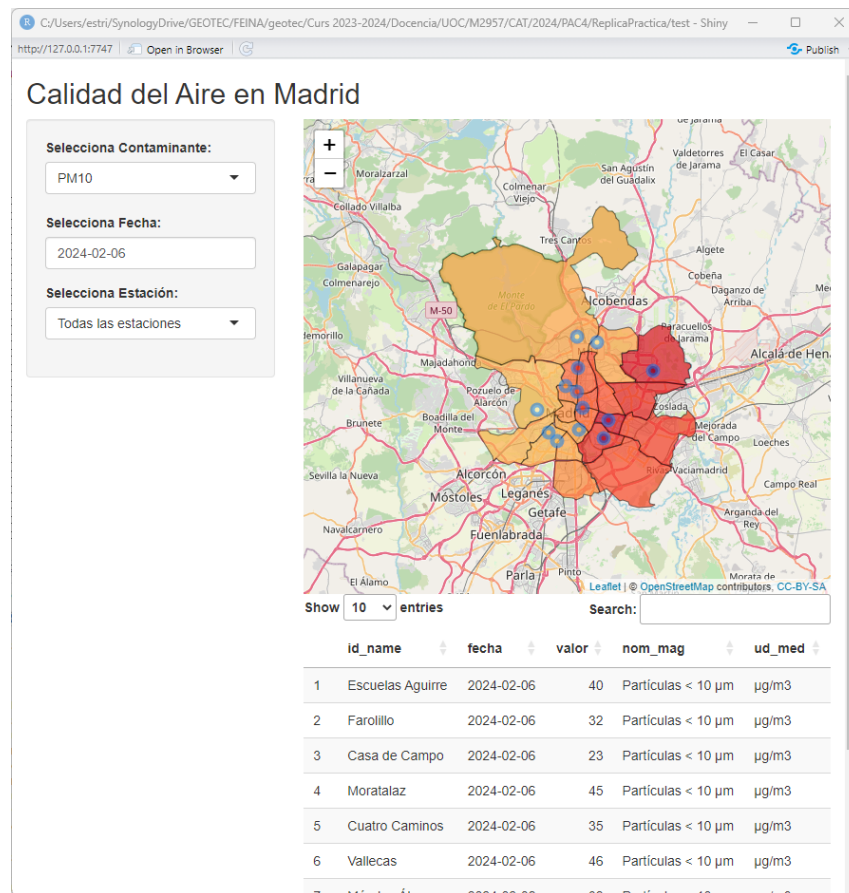 C:/Users/estri/SynologyDrive/GEOTEC/FEINA/geotec/Curs 2023-2024/Docencia/UOC/M2957/CAT/2024/PAC4/ReplicaPractica/test - Shiny
http://127.0.0.1:7747 Open in Browser Publish
Calidad del Aire en Madrid
Selecciona Contaminante:
PM10
Selecciona Fecha:
2024-02-06
Selecciona Estación:
Todas las estaciones
+
−
de Jarama
Moralzarzal
Valdetorres
de Jarama
El Casar
San Agustín
del Guadalix
Colmenar
Viejo
Collado Villalba
Tres Cantos
Algete
Galapagar
Colmenarejo
Cobeña
Monte
de El Pardo
Alcobendas
Daganzo de
Arriba
M-50
Paracuellos
de Jarama
Majadahonda
Alcalá de Hen
Villanueva
de la Cañada
Pozuelo de
Alarcón
Brunete
Boadilla del
Monte
Madrid
Coslada
Mejorada
del Campo
Loeches
Sevilla la Nueva
Alcorcón
Rivas-Vaciamadrid
Campo Real
Móstoles
Leganés
Getafe
Arganda del
Rey
Navalcarnero
Fuenlabrada
Parla
Pinto
El Álamo
Morata de
Leaflet | © OpenStreetMap contributors, CC-BY-SA
Show 10 entries Search:
id_name fecha valor nom_mag ud_med
1 Escuelas Aguirre 2024-02-06 40 Partículas < 10 µm µg/m3
2 Farolillo 2024-02-06 32 Partículas < 10 µm µg/m3
3 Casa de Campo 2024-02-06 23 Partículas < 10 µm µg/m3
4 Moratalaz 2024-02-06 45 Partículas < 10 µm µg/m3
5 Cuatro Caminos 2024-02-06 35 Partículas < 10 µm µg/m3
6 Vallecas 2024-02-06 46 Partículas < 10 µm µg/m3